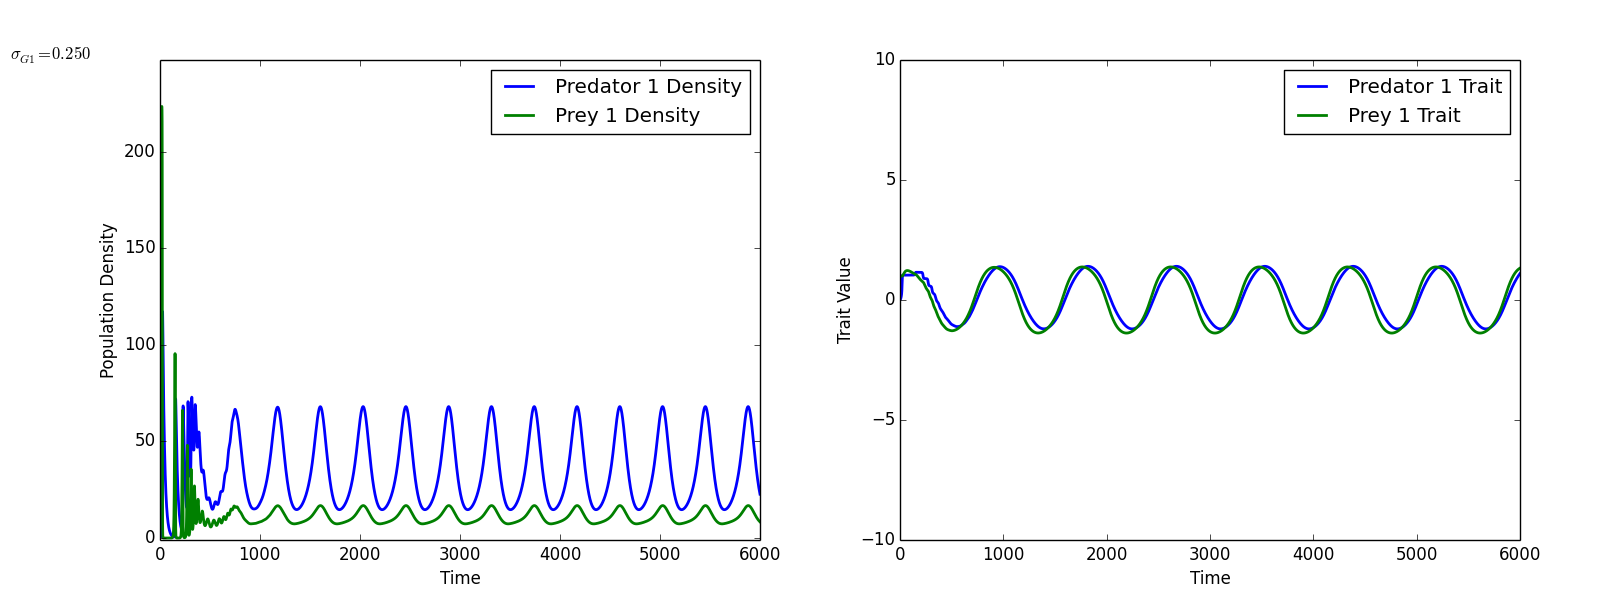 σG1=0.250
Predator 1 Density
Prey 1 Density
200
150
100
50
0
0 1000 2000 3000 4000 5000 6000
Population Density
Time
Predator 1 Trait
Prey 1 Trait
10
5
0
−5
−10
0 1000 2000 3000 4000 5000 6000
Trait Value
Time